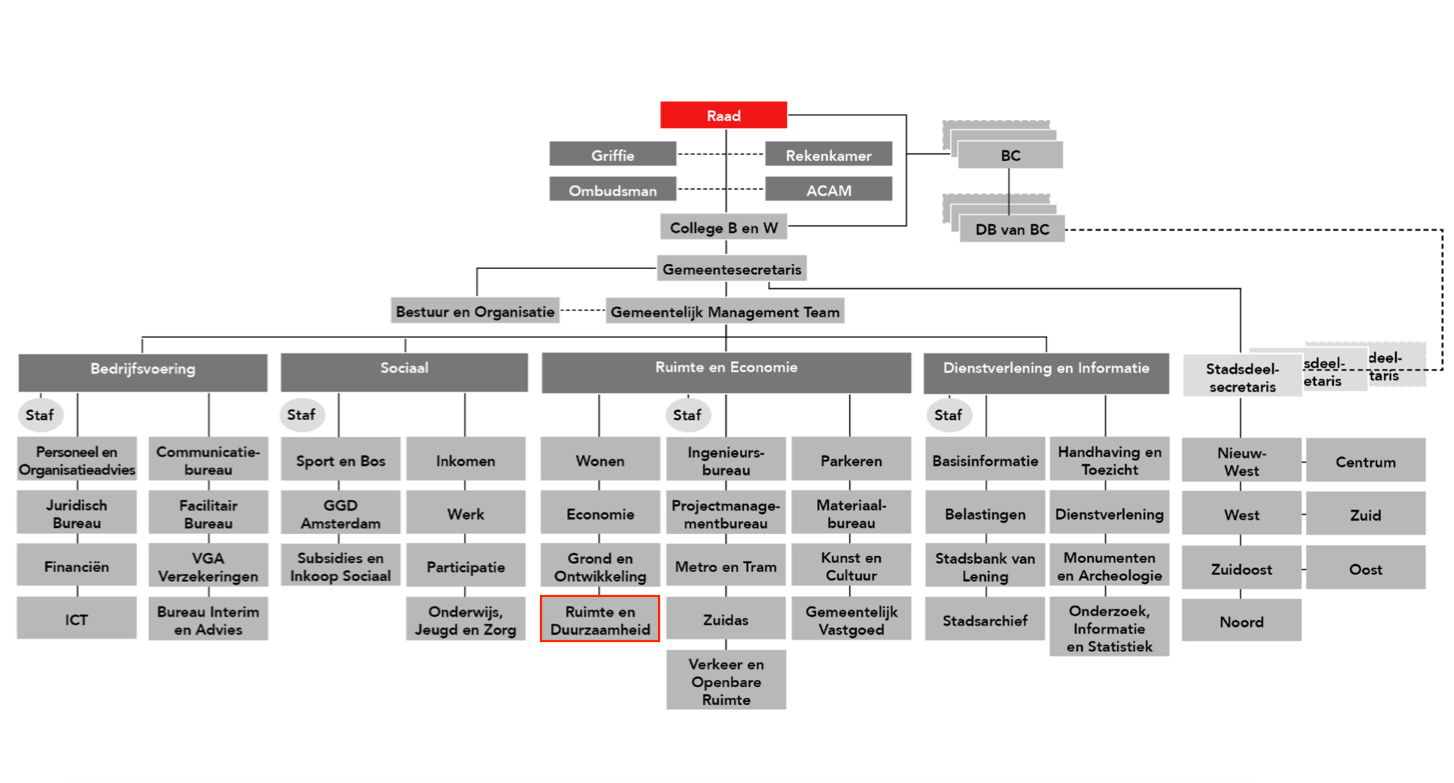 Raad
Griffie
Rekenkamer
BC
Ombudsman
ACAM
College B en W
DB van BC
Gemeentesecretaris
Bestuur en Organisatie
Gemeentelijk Management Team
Bedrijfsvoering
Sociaal
Ruimte en Economie
Dienstverlening en Informatie
Stadsdeel-
secretaris
sdeel-
etaris
deel-
taris
Staf
Staf
Staf
Staf
Personeel en
Organisatieadvies
Juridisch
Bureau
Financiën
ICT
Communicatie-
bureau
Facilitair
Bureau
VGA
Verzekeringen
Bureau Interim
en Advies
Sport en Bos
GGD
Amsterdam
Subsidies en
Inkoop Sociaal
Inkomen
Werk
Participatie
Onderwijs,
Jeugd en Zorg
Wonen
Economie
Grond en
Ontwikkeling
Ruimte en
Duurzaamheid
Ingenieurs-
bureau
Projectmanage-
mentbureau
Metro en Tram
Zuidas
Verkeer en
Openbare
Ruimte
Parkeren
Materiaal-
bureau
Kunst en
Cultuur
Gemeentelijk
Vastgoed
Basisinformatie
Belastingen
Stadsbank van
Lening
Stadsarchief
Handhaving en
Toezicht
Dienstverlening
Monumenten
en Archeologie
Onderzoek,
Informatie
en Statistiek
Nieuw-
West
West
Zuidoost
Noord
Centrum
Zuid
Oost